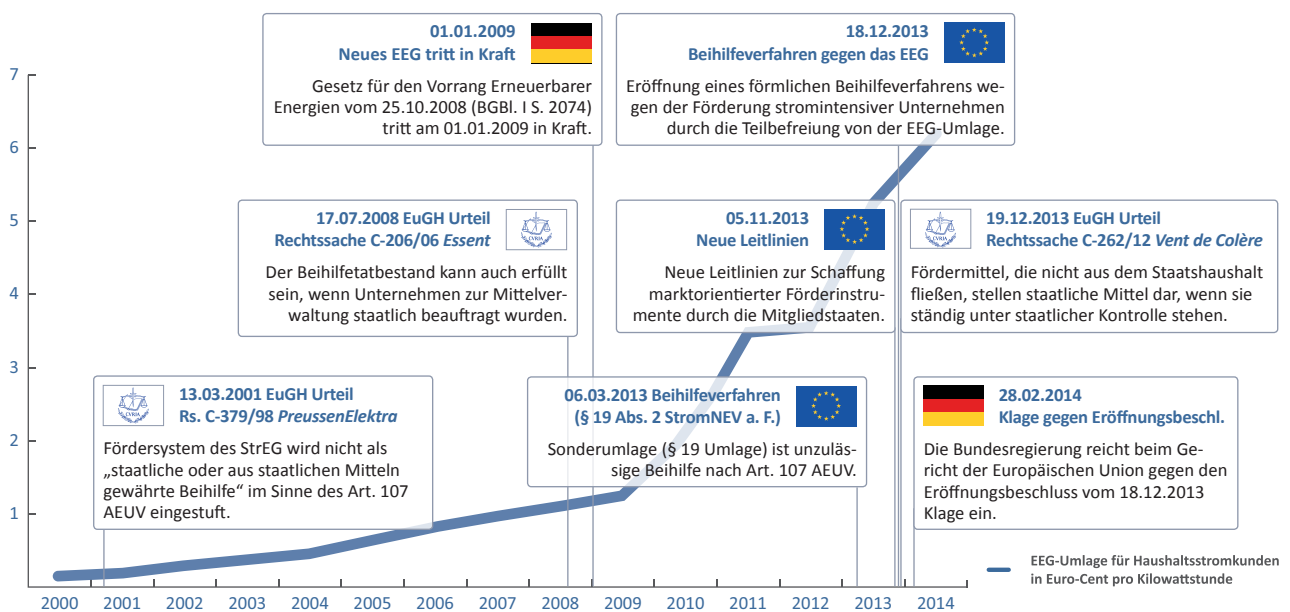 01.01.2009
Neues EEG tritt in Kraft
Gesetz für den Vorrang Erneuerbarer
Energien vom 25.10.2008 (BGBl. I S. 2074)
tritt am 01.01.2009 in Kraft.
18.12.2013
Beihilfeverfahren gegen das EEG
Eröffnung eines förmlichen Beihilfeverfahrens we-
gen der Förderung stromintensiver Unternehmen
durch die Teilbefreiung von der EEG-Umlage.
17.07.2008 EuGH Urteil
Rechtssache C-206/06 Essent
CVRIA
Der Beihilfetatbestand kann auch erfüllt
sein, wenn Unternehmen zur Mittelver-
waltung staatlich beauftragt wurden.
05.11.2013
Neue Leitlinien
Neue Leitlinien zur Schaffung
marktorientierter Förderinstru-
mente durch die Mitgliedstaaten.
CVRIA
19.12.2013 EuGH Urteil
Rechtssache C-262/12 Vent de Colère
Fördermittel, die nicht aus dem Staatshaushalt
fließen, stellen staatliche Mittel dar, wenn sie
ständig unter staatlicher Kontrolle stehen.
CVRIA
13.03.2001 EuGH Urteil
Rs. C-379/98 PreussenElektra
Fördersystem des StrEG wird nicht als
„staatliche oder aus staatlichen Mitteln
gewährte Beihilfe“ im Sinne des Art. 107
AEUV eingestuft.
06.03.2013 Beihilfeverfahren
(§ 19 Abs. 2 StromNEV a. F.)
Sonderumlage (§ 19 Umlage) ist unzuläs-
sige Beihilfe nach Art. 107 AEUV.
28.02.2014
Klage gegen Eröffnungsbeschl.
Die Bundesregierung reicht beim Ge-
richt der Europäischen Union gegen den
Eröffnungsbeschluss vom 18.12.2013
Klage ein.
7
6
5
4
3
2
1
EEG-Umlage für Haushaltsstromkunden
in Euro-Cent pro Kilowattstunde
2000 2001 2002 2003 2004 2005 2006 2007 2008 2009 2010 2011 2012 2013 2014